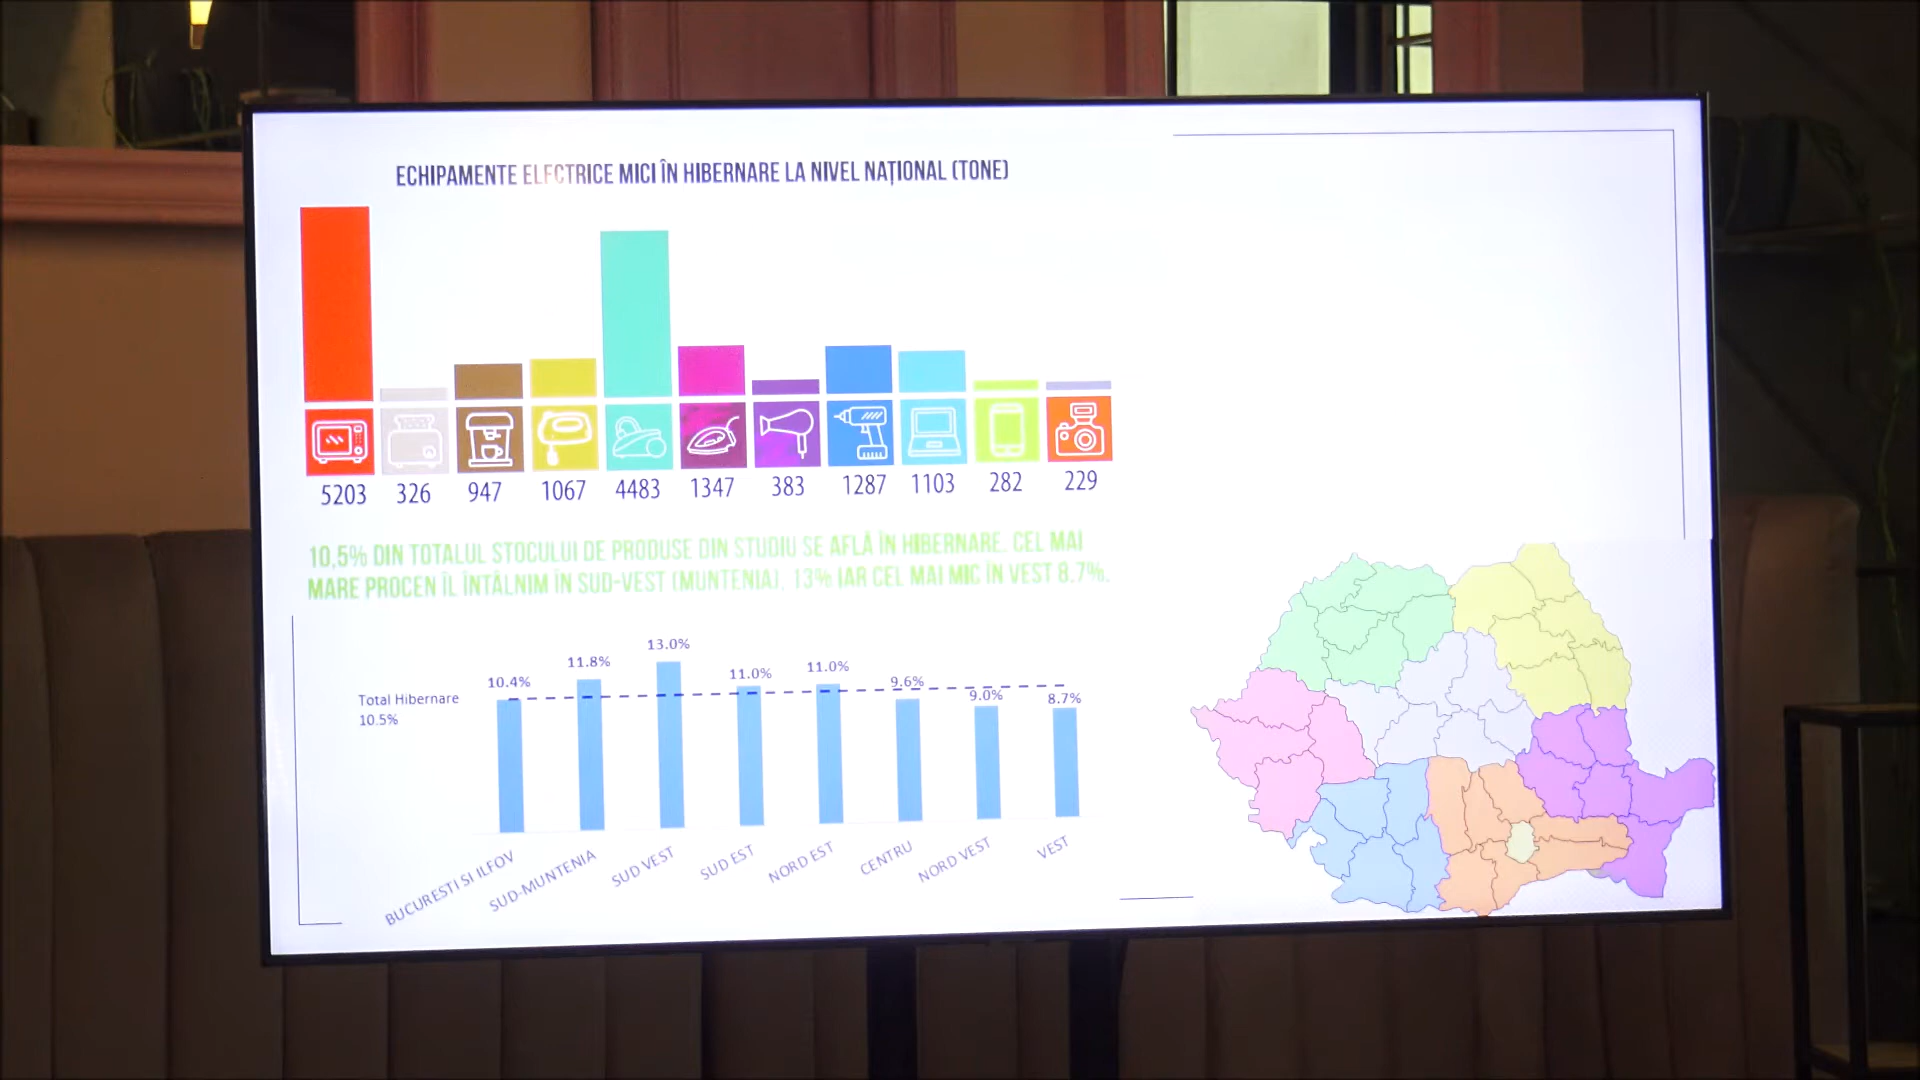 ECHIPAMENTE ELECTRICE MICI ÎN HIBERNARE LA NIVEL NAȚIONAL (TONE)
5203 326 947 1067 4483 1347 383 1287 1103 282 229
10,5% DIN TOTALUL STOCULUI DE PRODUSE DIN STUDIU SE AFLĂ ÎN HIBERNARE. CEL MAI
MARE PROCEN ÎL ÎNTÂLNIM ÎN SUD-VEST (MUNTENIA), 13% IAR CEL MAI MIC ÎN VEST 8.7%.
10.4% 11.8% 13.0% 11.0% 11.0% 9.6% 9.0% 8.7%
Total Hibernare
10.5%
BUCURESTI SI ILFOV SUD-MUNTENIA SUD VEST SUD EST NORD EST CENTRU NORD VEST VEST